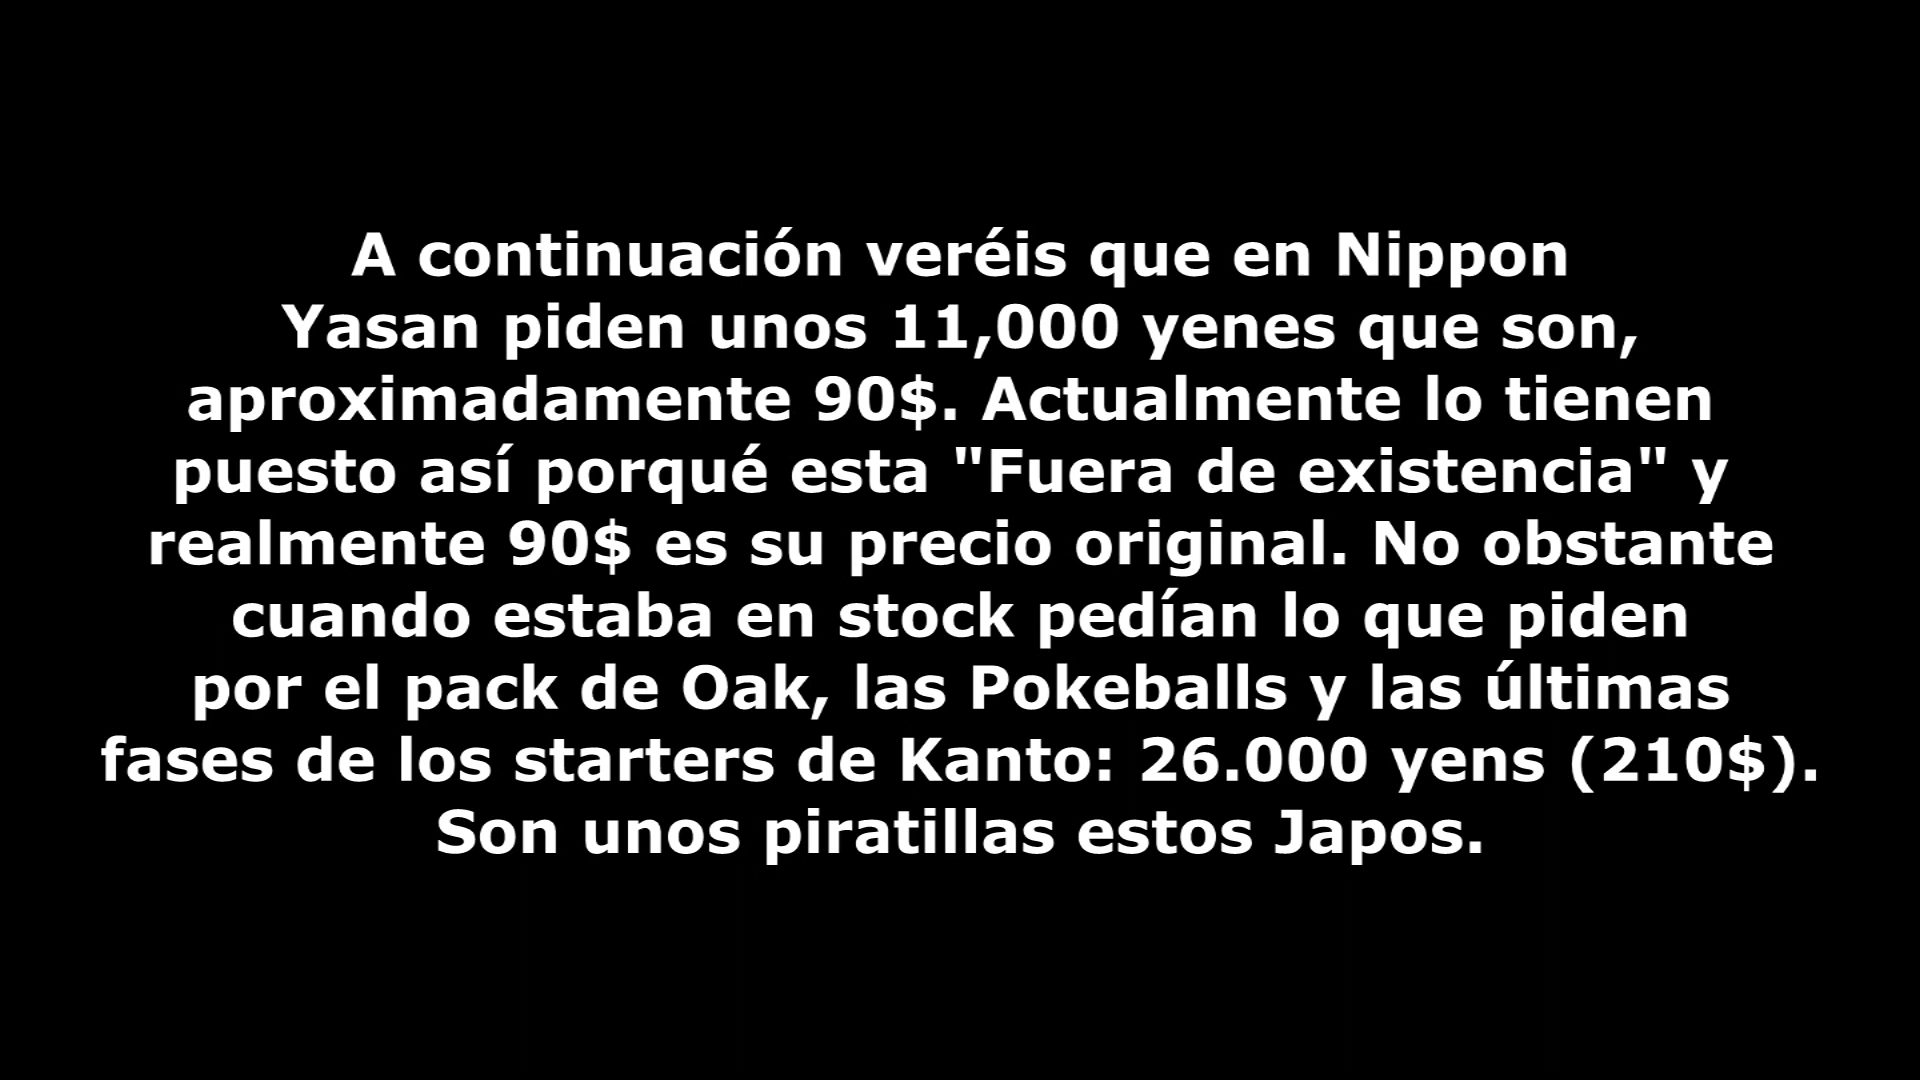 A continuación veréis que en Nippon
Yasan piden unos 11,000 yenes que son,
aproximadamente 90$. Actualmente lo tienen
puesto así porqué esta "Fuera de existencia" y
realmente 90$ es su precio original. No obstante
cuando estaba en stock pedían lo que piden
por el pack de Oak, las Pokeballs y las últimas
fases de los starters de Kanto: 26.000 yens (210$).
Son unos piratillas estos Japos.